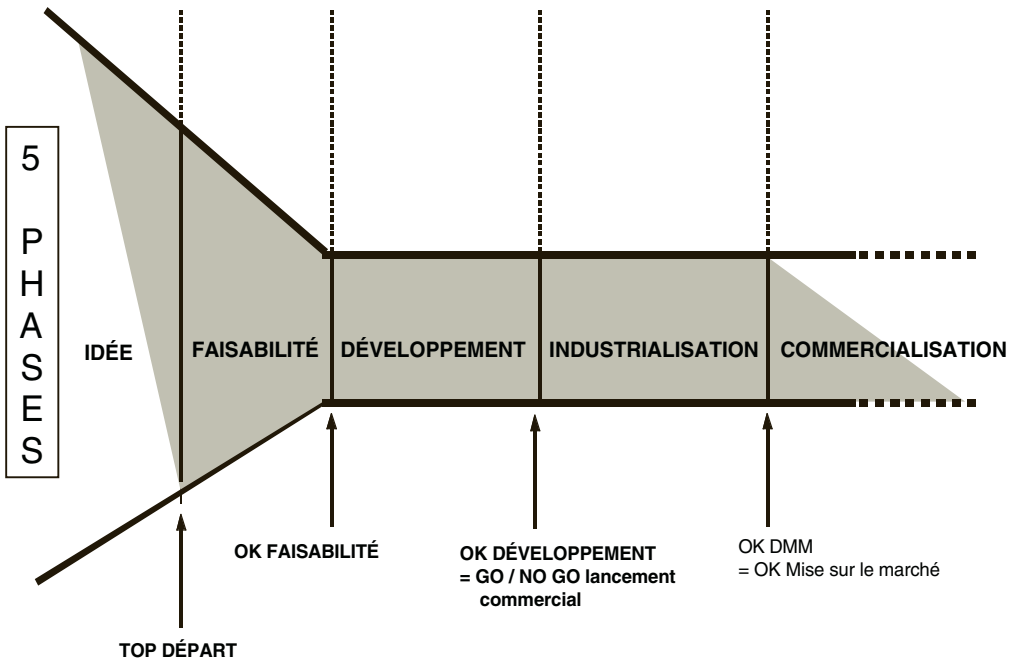 5 PHASES
IDÉE
FAISABILITÉ
DÉVELOPPEMENT
INDUSTRIALISATION
COMMERCIALISATION
OK FAISABILITÉ
OK DÉVELOPPEMENT
= GO / NO GO lancement
commercial
OK DMM
= OK Mise sur le marché
TOP DÉPART